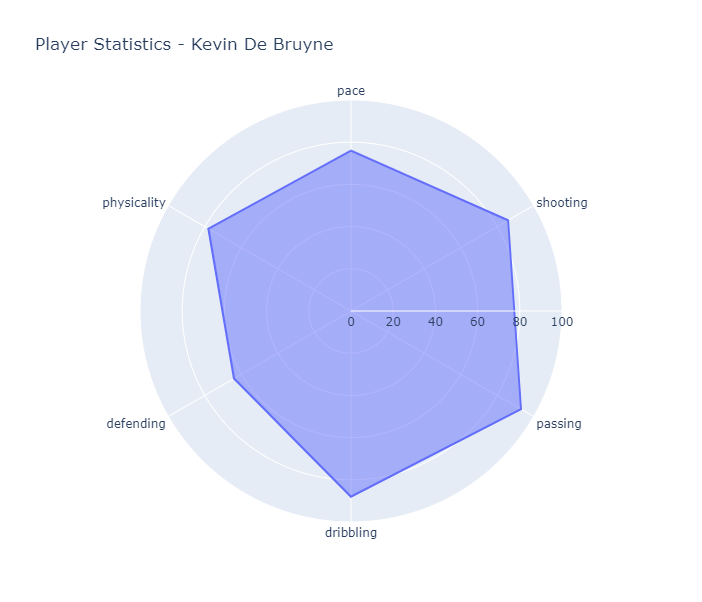 Player Statistics - Kevin De Bruyne
pace
physicality
shooting
0 20 40 60 80 100
defending
passing
dribbling